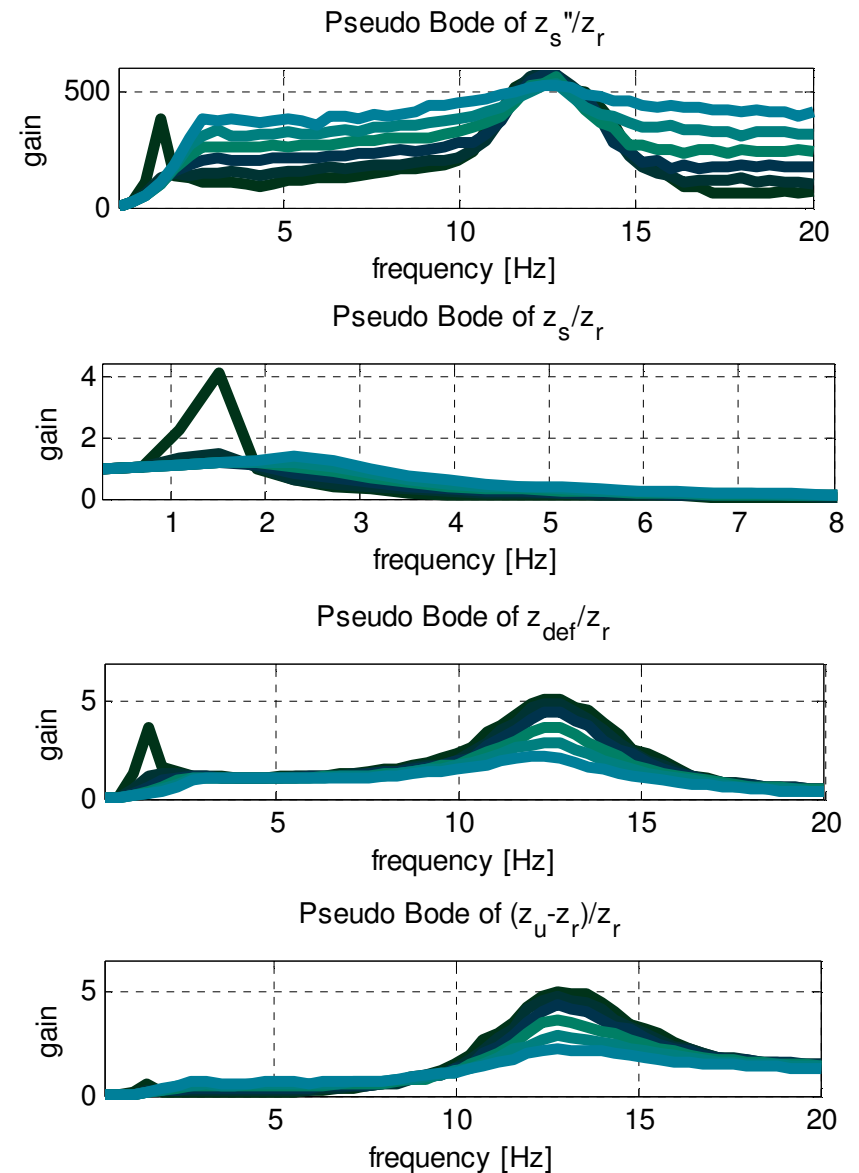 Pseudo Bode of z_s"/z_r
500
0
gain
5 10 15 20
frequency [Hz]
Pseudo Bode of z_s/z_r
4
2
0
gain
1 2 3 4 5 6 7 8
frequency [Hz]
Pseudo Bode of z_def/z_r
5
0
gain
5 10 15 20
frequency [Hz]
Pseudo Bode of (z_u-z_r)/z_r
5
0
gain
5 10 15 20
frequency [Hz]